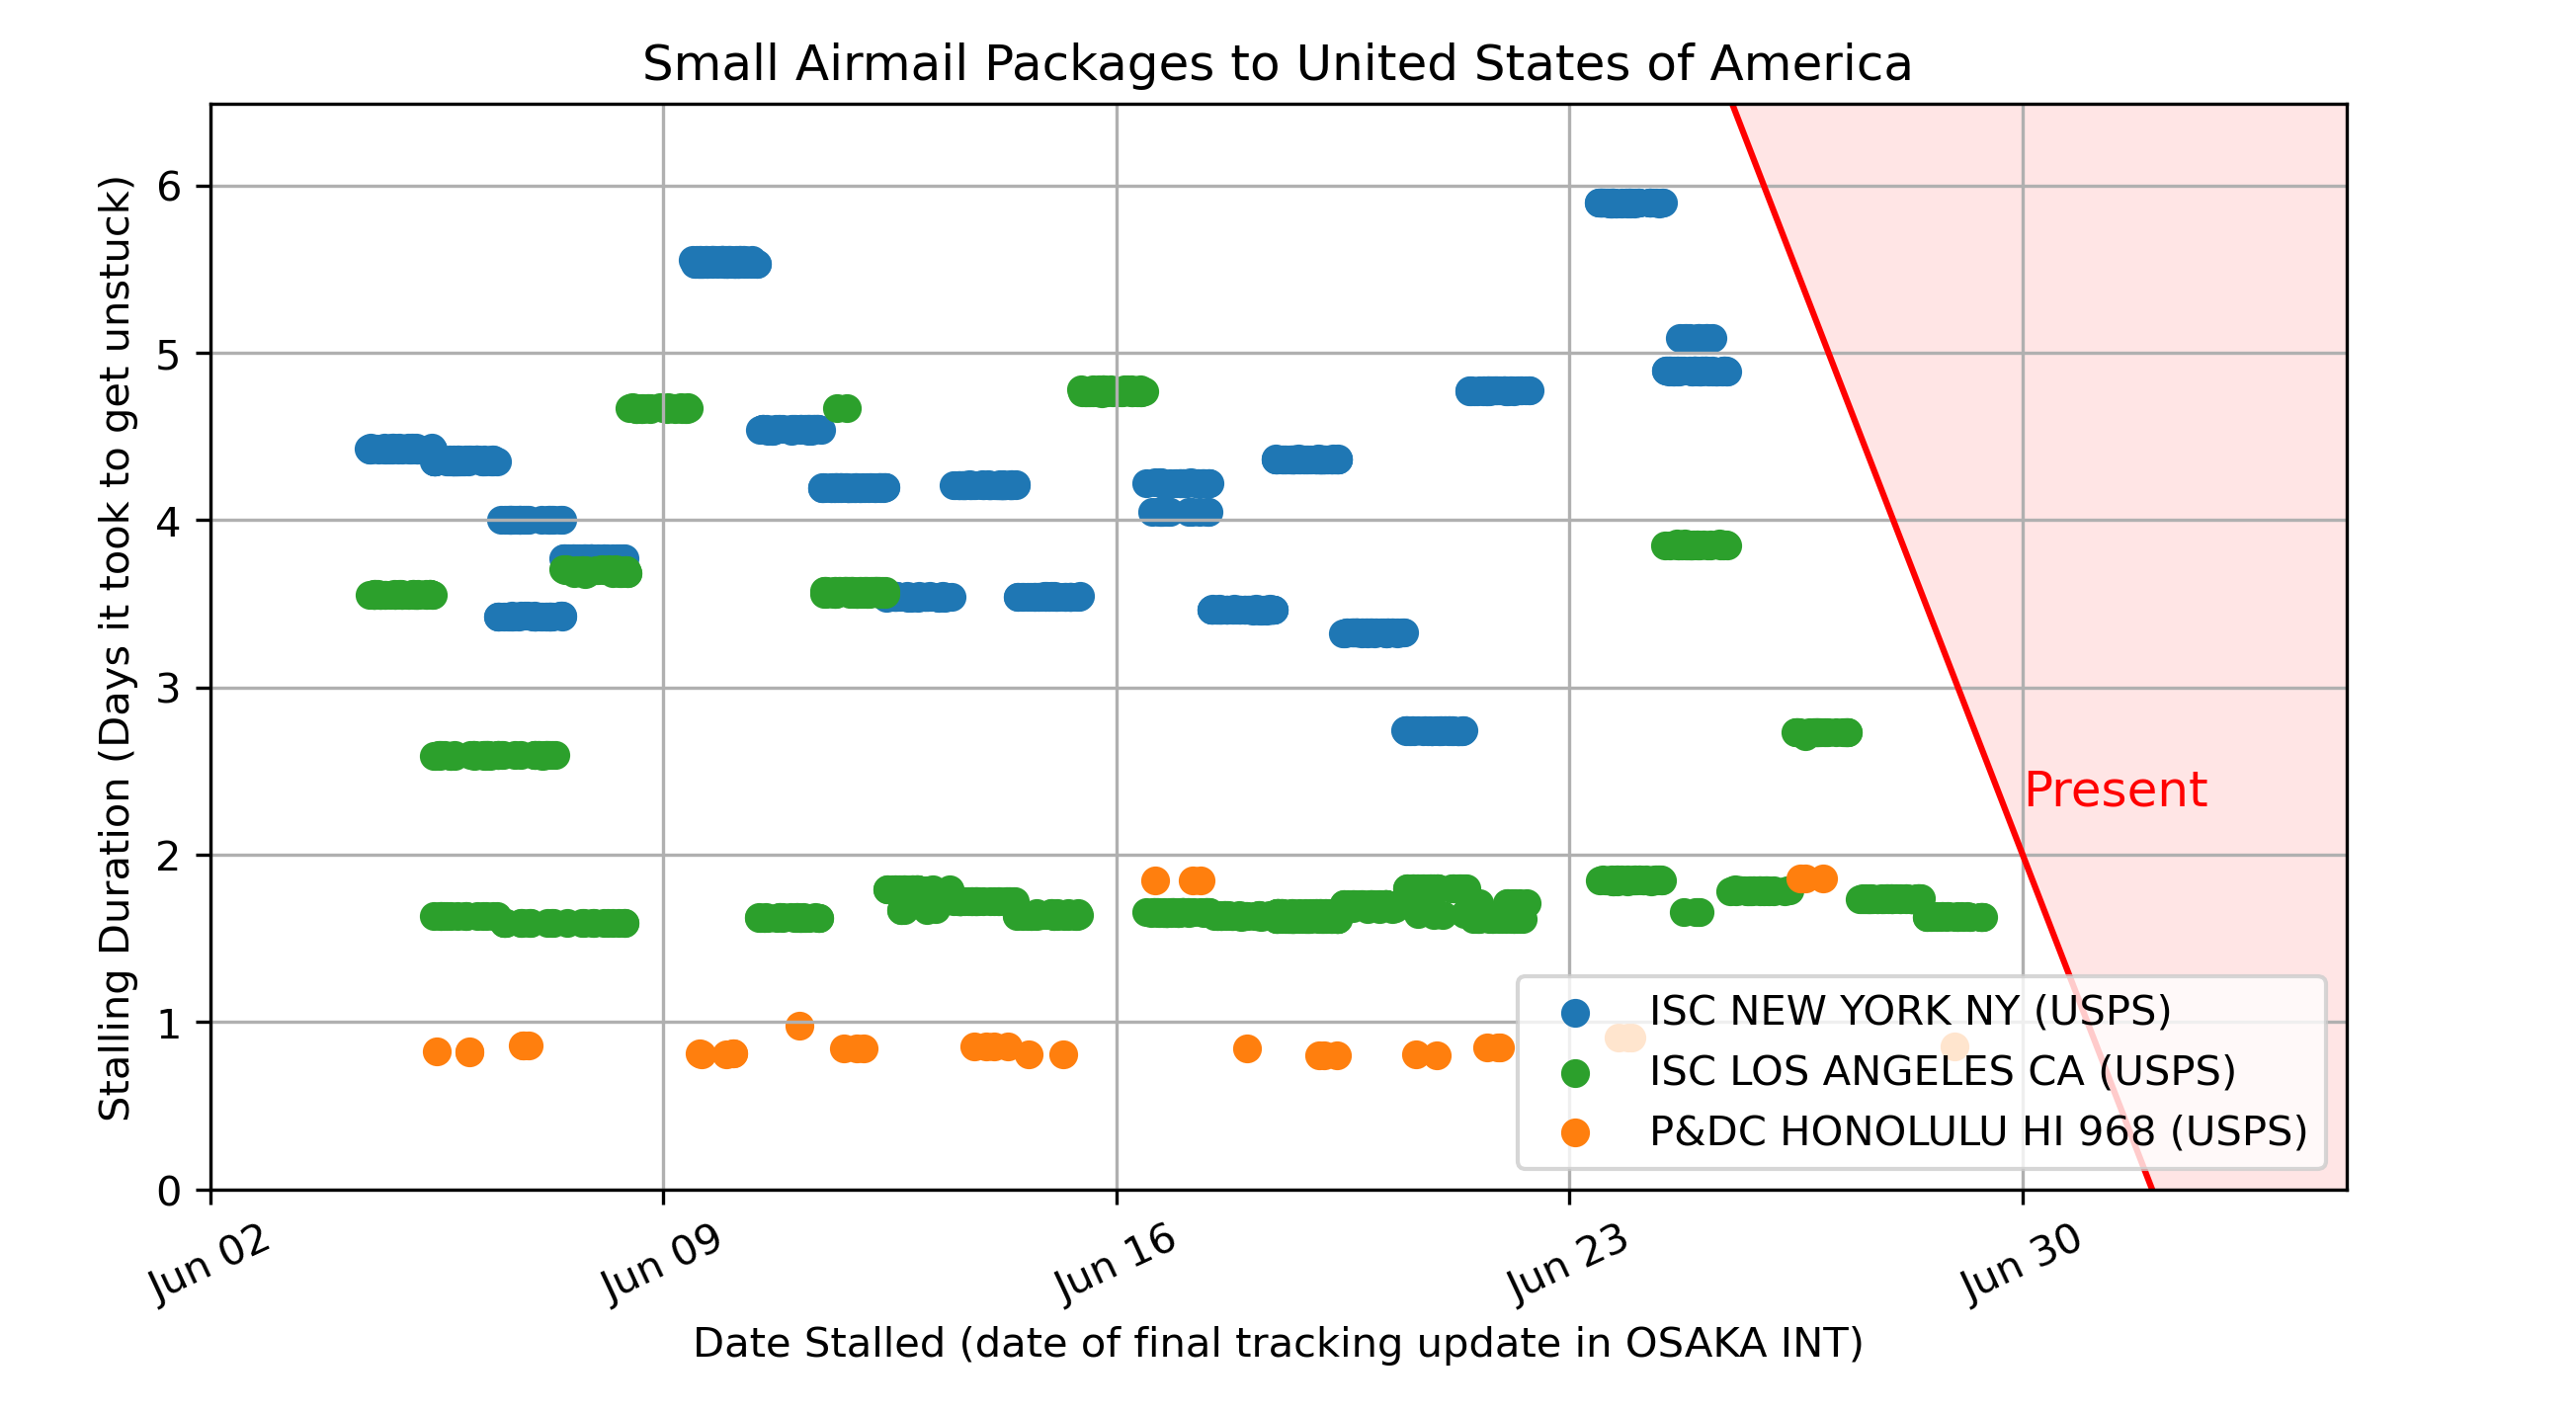 Small Airmail Packages to United States of America
Stalling Duration (Days it took to get unstuck)
6
5
4
3
2
1
0
Present
ISC NEW YORK NY (USPS)
ISC LOS ANGELES CA (USPS)
P&DC HONOLULU HI 968 (USPS)
Jun 02
Jun 09
Jun 16
Jun 23
Jun 30
Date Stalled (date of final tracking update in OSAKA INT)